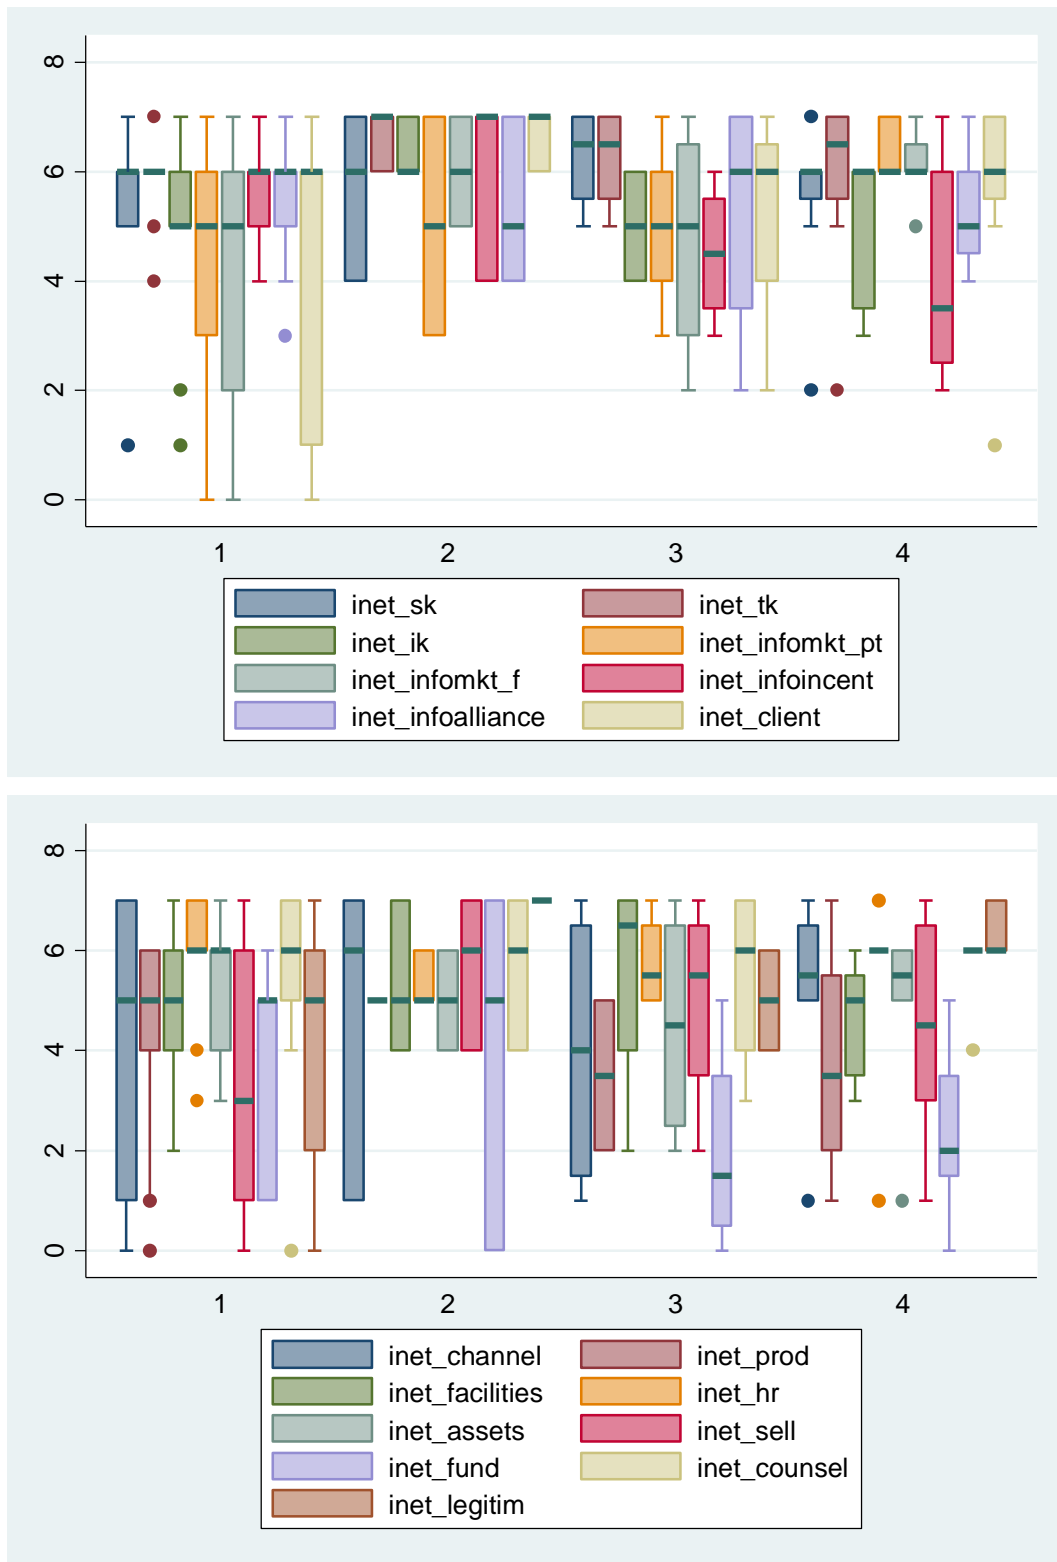 8
6
4
2
0
1 2 3 4
inet_sk inet_tk
inet_ik inet_infomkt_pt
inet_infomkt_f inet_infoincent
inet_infoalliance inet_client
8
6
4
2
0
1 2 3 4
inet_channel inet_prod
inet_facilities inet_hr
inet_assets inet_sell
inet_fund inet_counsel
inet_legitim